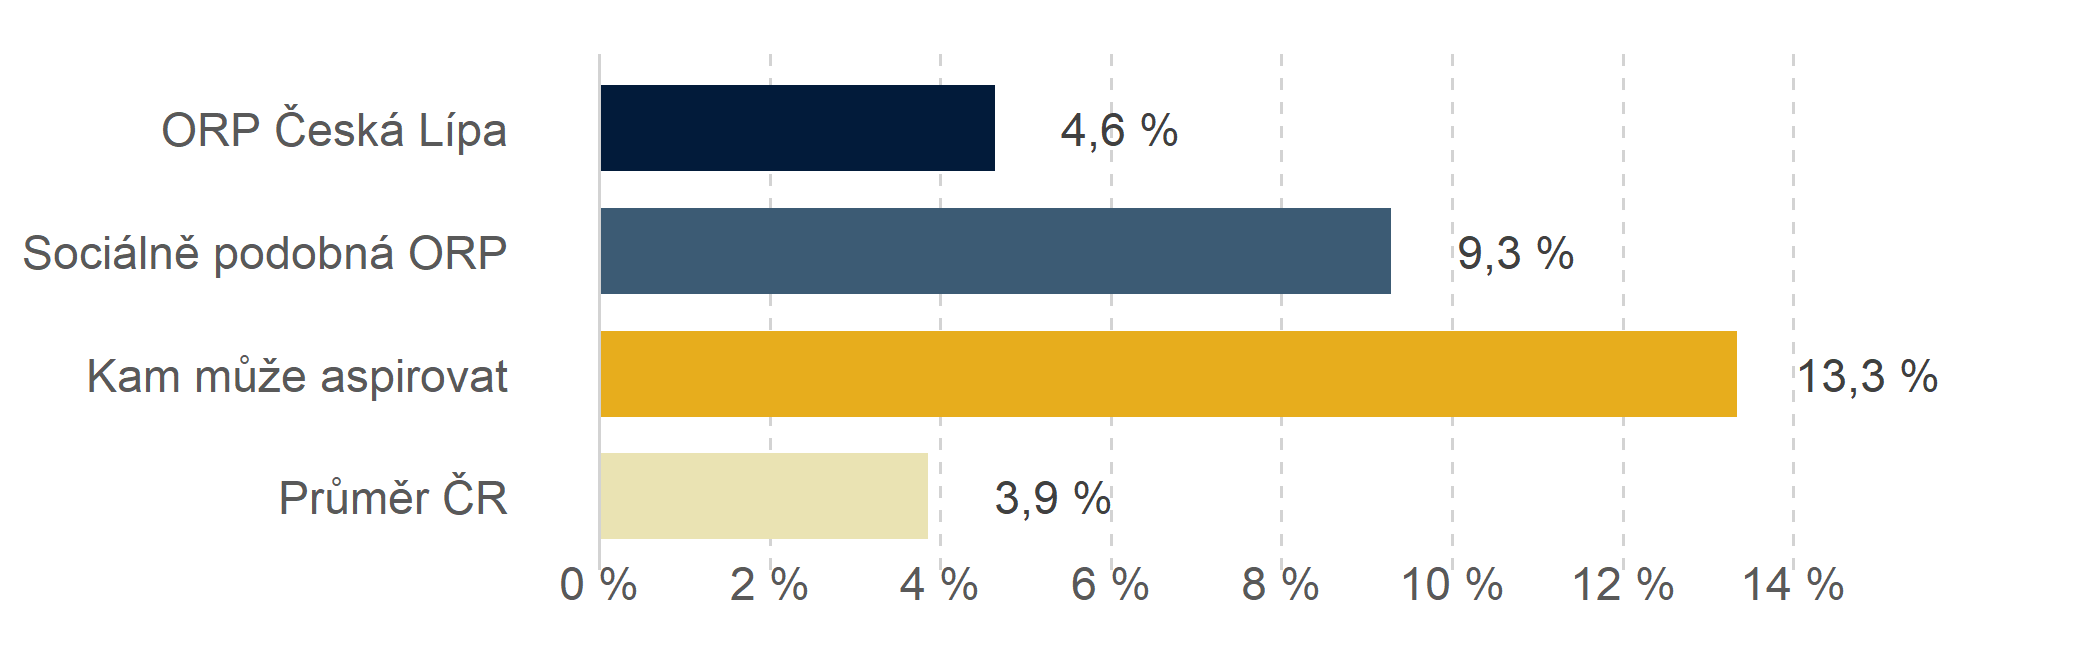 ORP Česká Lípa
4,6 %
Sociálně podobná ORP
9,3 %
Kam může aspirovat
13,3 %
Průměr ČR
3,9 %
0 % 2 % 4 % 6 % 8 % 10 % 12 % 14 %